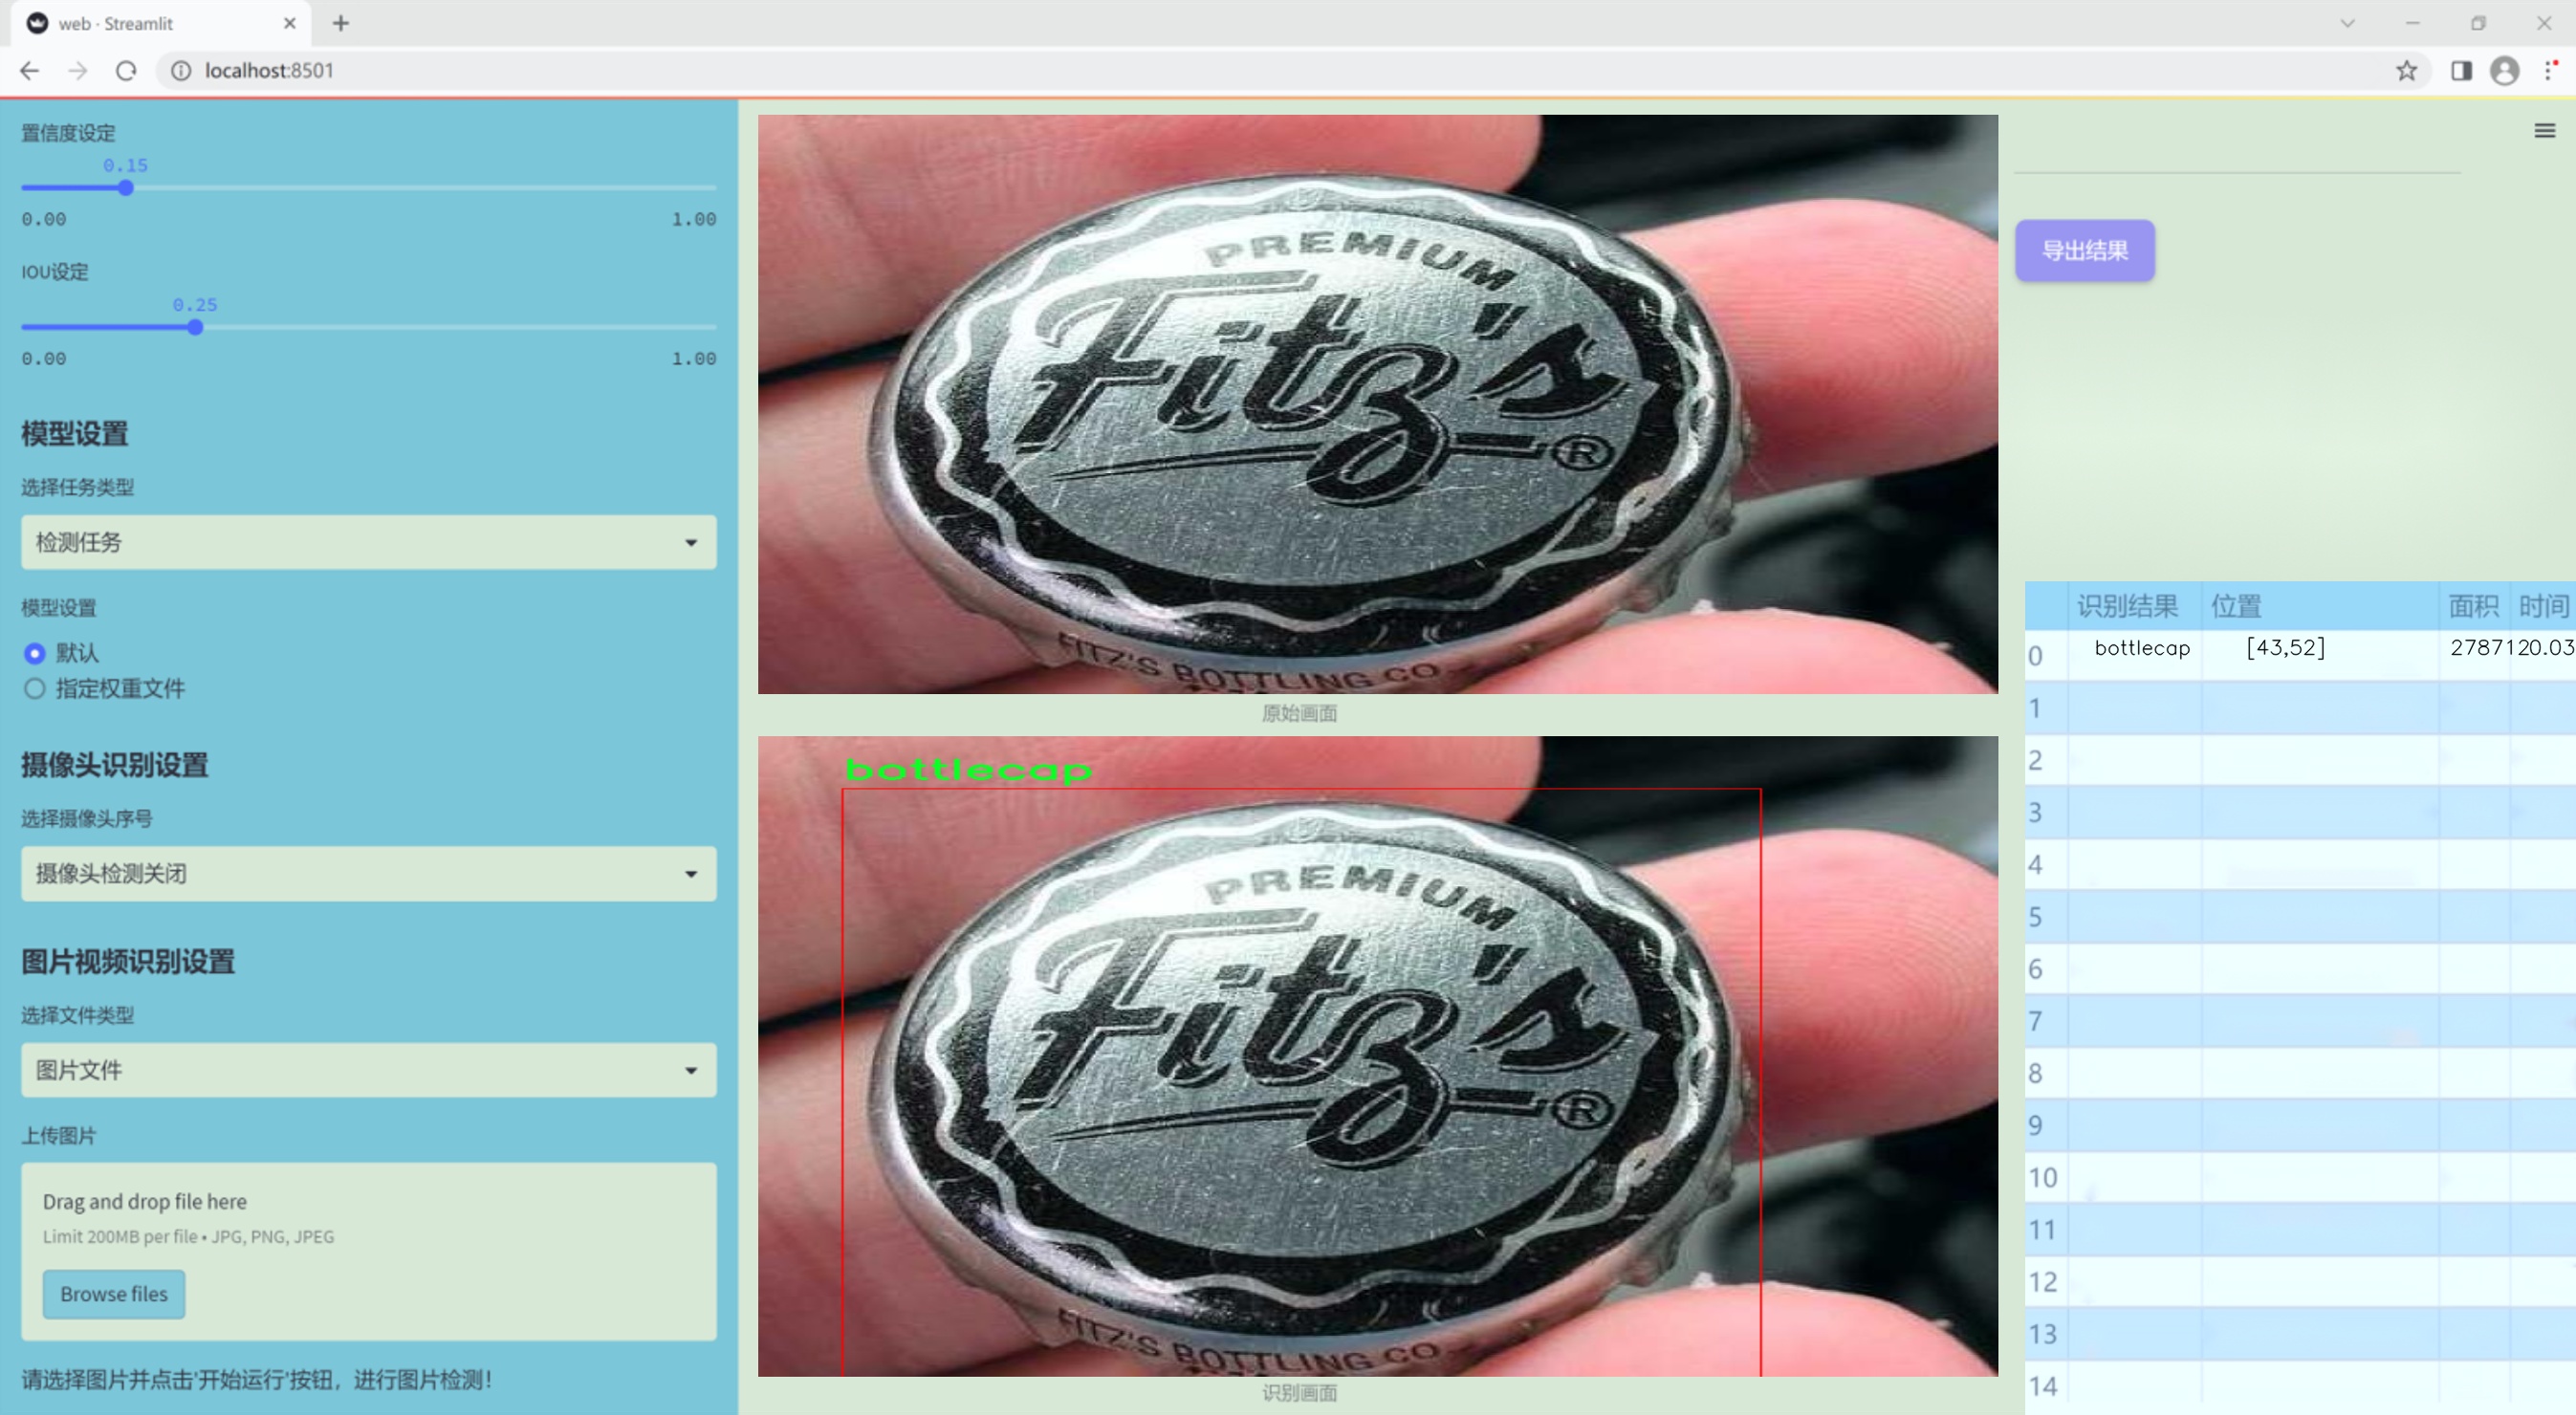 web · Streamlit
localhost:8501
置信度设定
0.15
0.00
1.00
IOU设定
0.25
0.00
1.00
模型设置
选择任务类型
检测任务
模型设置
默认
指定权重文件
摄像头识别设置
选择摄像头序号
摄像头检测关闭
图片视频识别设置
选择文件类型
图片文件
上传图片
Drag and drop file here
Limit 200MB per file • JPG, PNG, JPEG
Browse files
请选择图片并点击'开始运行'按钮，进行图片检测！
PREMIUM
Fitz's
®
FITZ'S BOTTLING CO
原始画面
bottlecap
PREMIUM
Fitz's
®
FITZ'S BOTTLING CO
识别画面
导出结果
识别结果 位置 面积 时间
0 bottlecap [43,52] 2787120.03
1
2
3
4
5
6
7
8
9
10
11
12
13
14